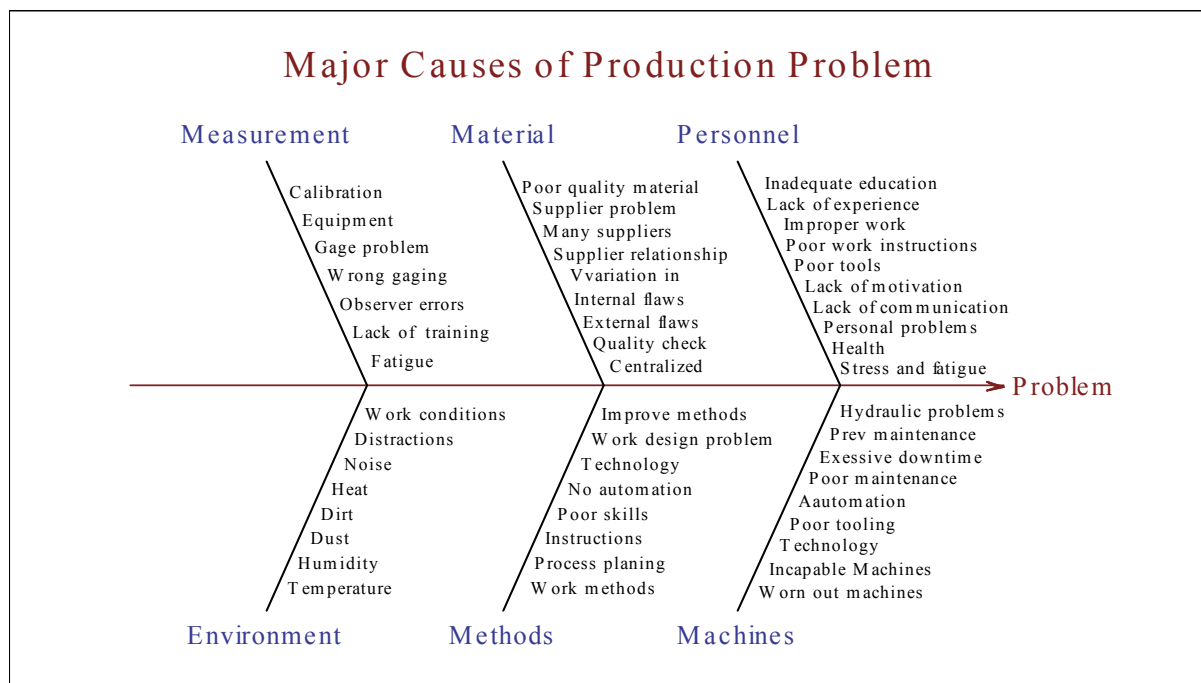 Major Causes of Production Problem
Measurement
Calibration
Equipment
Gage problem
Wrong gaging
Observer errors
Lack of training
Fatigue
Material
Poor quality material
Supplier problem
Many suppliers
Supplier relationship
Vvariation in
Internal flaws
External flaws
Quality check
Centralized
Personnel
Inadequate education
Lack of experience
Improper work
Poor work instructions
Poor tools
Lack of motivation
Lack of communication
Personal problems
Health
Stress and fatigue
Problem
Work conditions
Distractions
Noise
Heat
Dirt
Dust
Humidity
Temperature
Environment
Improve methods
Work design problem
Technology
No automation
Poor skills
Instructions
Process planing
Work methods
Methods
Hydraulic problems
Prev maintenance
Exessive downtime
Poor maintenance
Aautomation
Poor tooling
Technology
Incapable Machines
Worn out machines
Machines